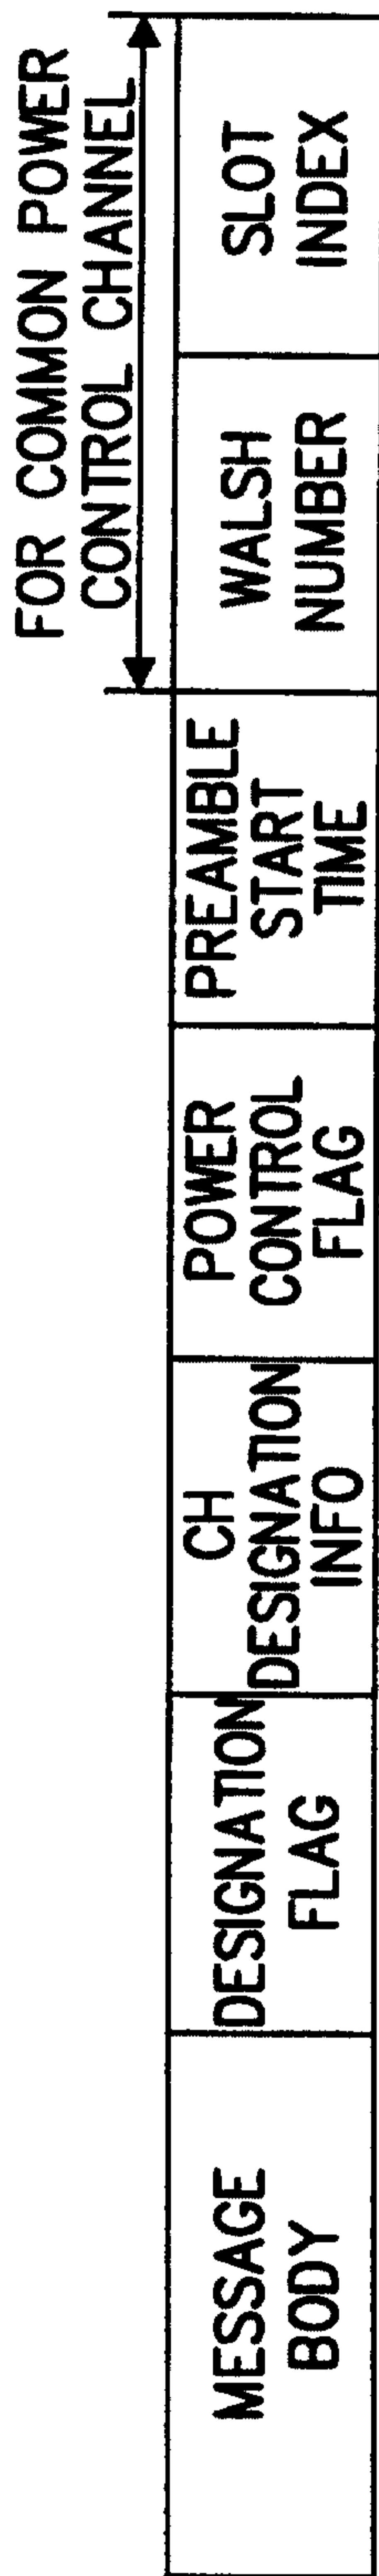 FOR COMMON POWER
CONTROL CHANNEL
MESSAGE
BODY
DESIGNATION
FLAG
CH
DESIGNATION
INFO
POWER
CONTROL
FLAG
PREAMBLE
START
TIME
WALSH
NUMBER
SLOT
INDEX